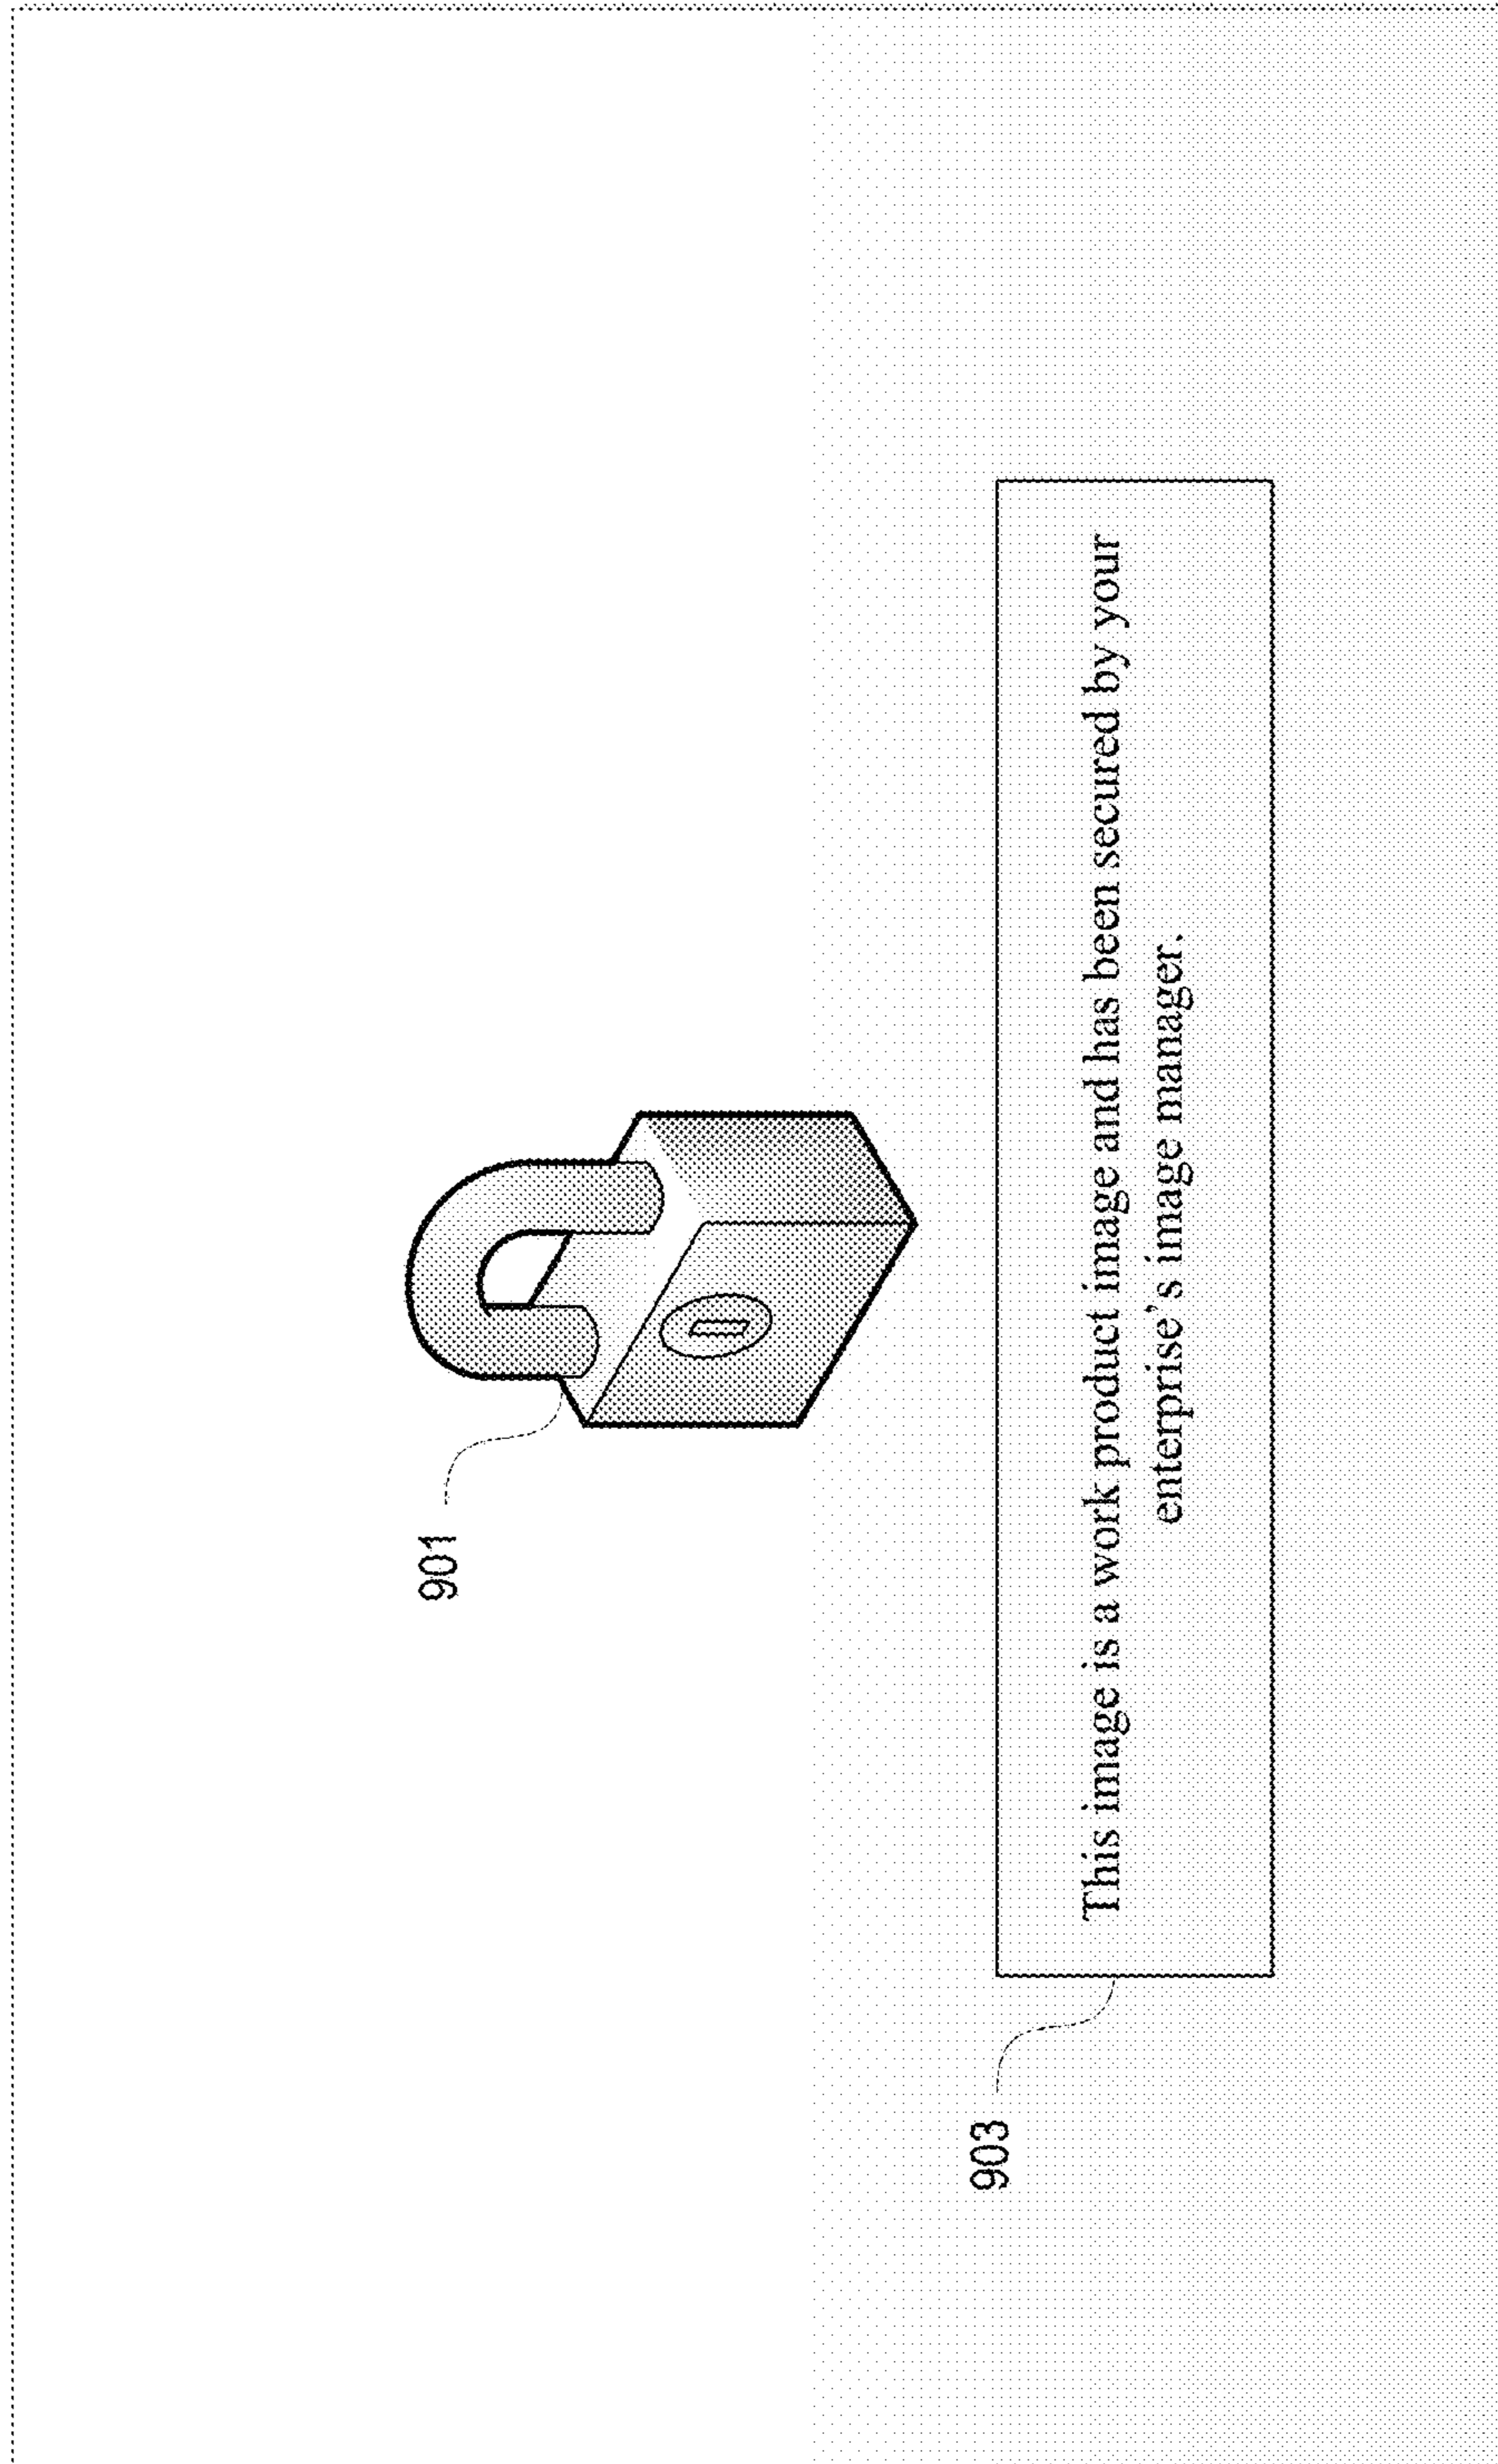 901
This image is a work product image and has been secured by your
enterprise's image manager.
903